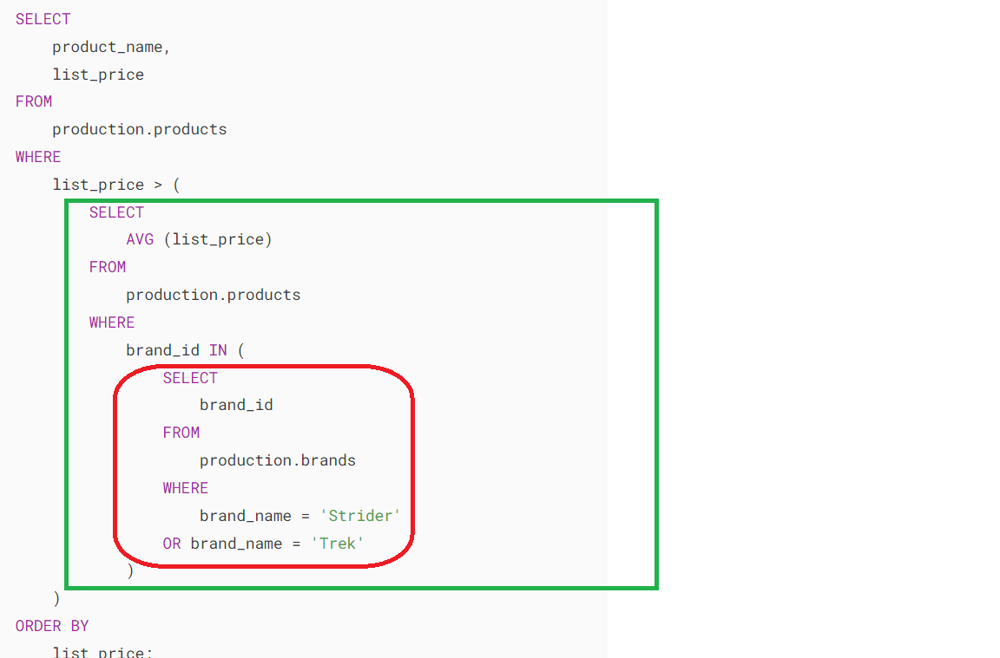 SELECT
    product_name,
    list_price
FROM
    production.products
WHERE
    list_price > (
        SELECT
            AVG (list_price)
        FROM
            production.products
        WHERE
            brand_id IN (
                SELECT
                    brand_id
                FROM
                    production.brands
                WHERE
                    brand_name = 'Strider'
                OR brand_name = 'Trek'
            )
    )
ORDER BY
    list_price;